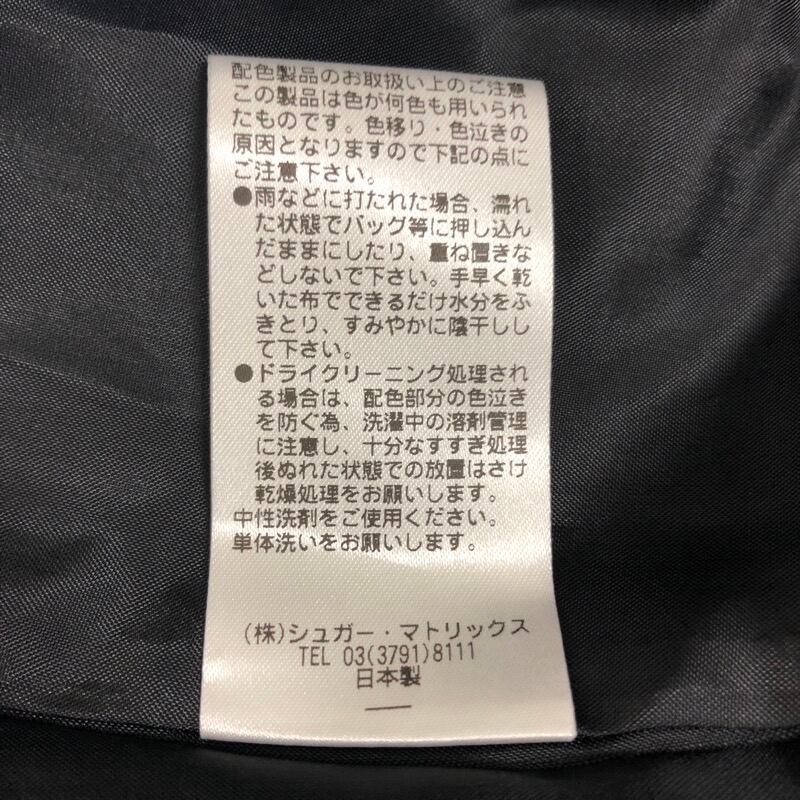 配色製品のお取扱い上のご注意
この製品は色が何色も用いられ
たものです。色移り・色泣きの
原因となりますので下記の点に
ご注意下さい。
●雨などに打たれた場合、濡れ
た状態でバッグ等に押し込ん
だままにしたり、重ね置きな
どしないで下さい。手早く乾
いた布でできるだけ水分をふ
きとり、すみやかに陰干しし
て下さい。
●ドライクリーニング処理され
る場合は、配色部分の色泣き
を防ぐ為、洗濯中の溶剤管理
に注意し、十分なすすぎ処理
後ぬれた状態での放置はさけ
乾燥処理をお願いします。
中性洗剤をご使用ください。
単体洗いをお願いします。
(株)シュガー・マトリックス
TEL 03(3791)8111
日本製